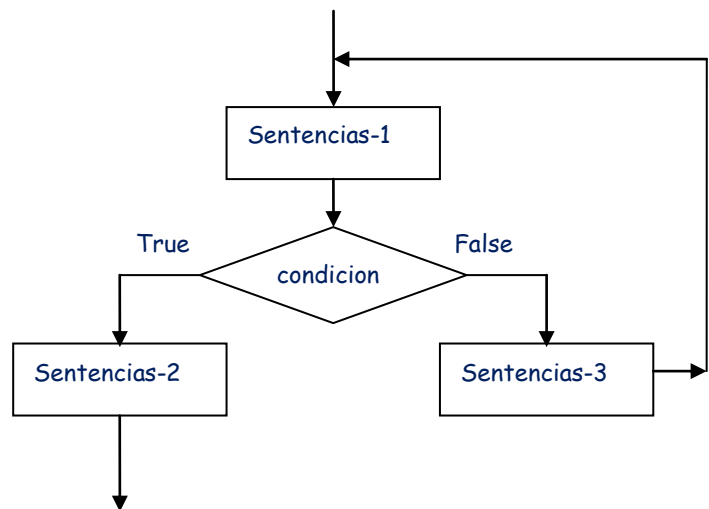 Sentencias-1
True
False
condicion
Sentencias-2
Sentencias-3